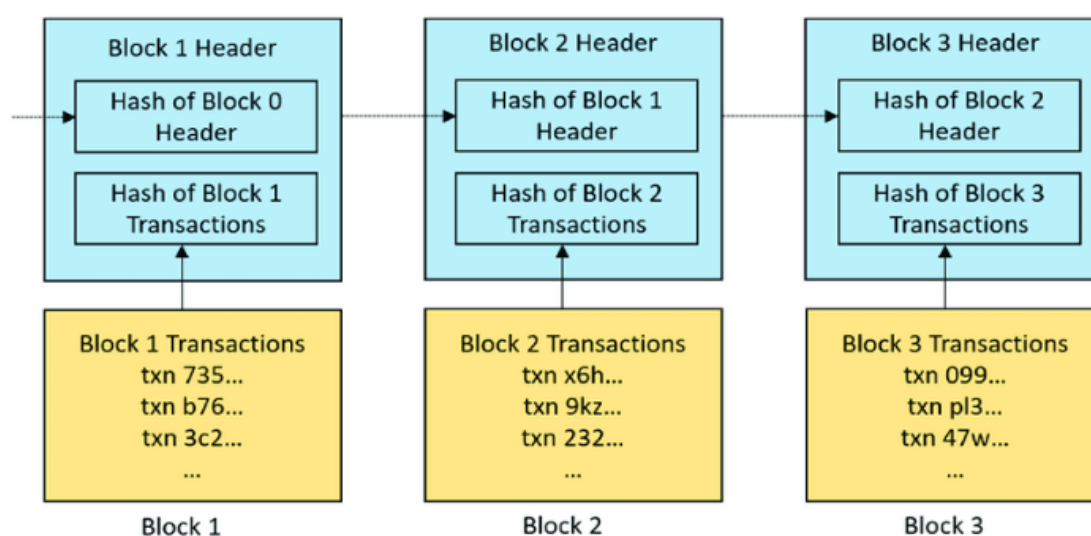 Block 1 Header
Hash of Block 0
Header
Hash of Block 1
Transactions
Block 1 Transactions
txn 735...
txn b76...
txn 3c2...
...
Block 1
Block 2 Header
Hash of Block 1
Header
Hash of Block 2
Transactions
Block 2 Transactions
txn x6h...
txn 9kz...
txn 232...
...
Block 2
Block 3 Header
Hash of Block 2
Header
Hash of Block 3
Transactions
Block 3 Transactions
txn 099...
txn pl3...
txn 47w...
...
Block 3